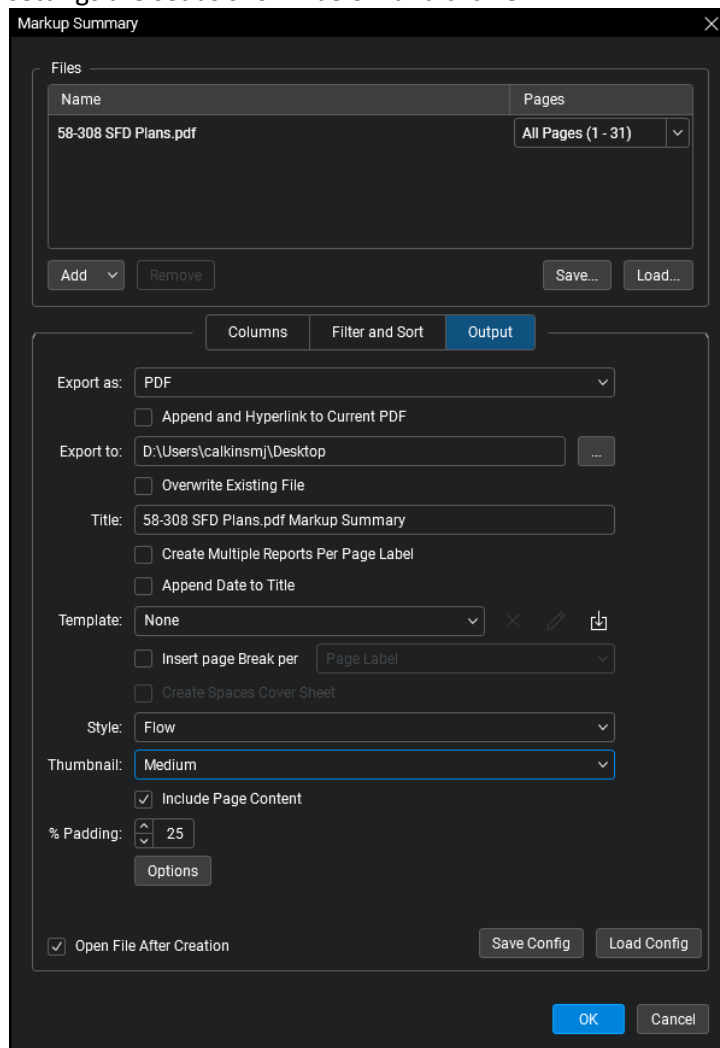 Markup Summary
Files
Name Pages
58-308 SFD Plans.pdf All Pages (1 - 31)
Add Remove Save... Load...
Columns Filter and Sort Output
Export as: PDF
Append and Hyperlink to Current PDF
Export to: D:\Users\calkinsmj\Desktop ...
Overwrite Existing File
Title: 58-308 SFD Plans.pdf Markup Summary
Create Multiple Reports Per Page Label
Append Date to Title
Template: None
Insert page Break per Page Label
Create Spaces Cover Sheet
Style: Flow
Thumbnail: Medium
Include Page Content
% Padding: 25
Options
Open File After Creation Save Config Load Config
OK Cancel